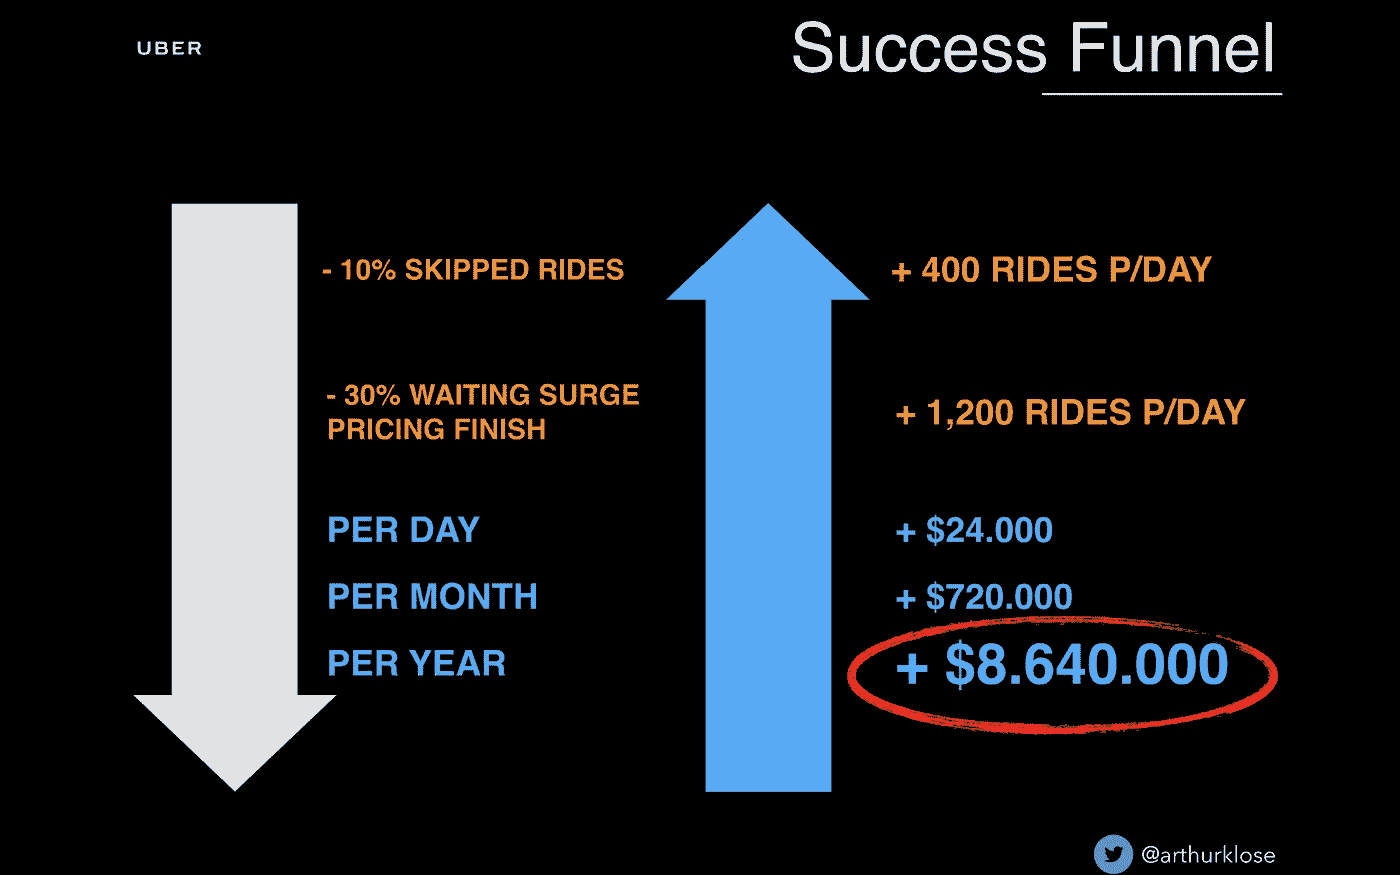 UBER
Success Funnel
- 10% SKIPPED RIDES
+ 400 RIDES P/DAY
- 30% WAITING SURGE
PRICING FINISH
+ 1,200 RIDES P/DAY
PER DAY
+ $24.000
PER MONTH
+ $720.000
PER YEAR
+ $8.640.000
@arthurklose